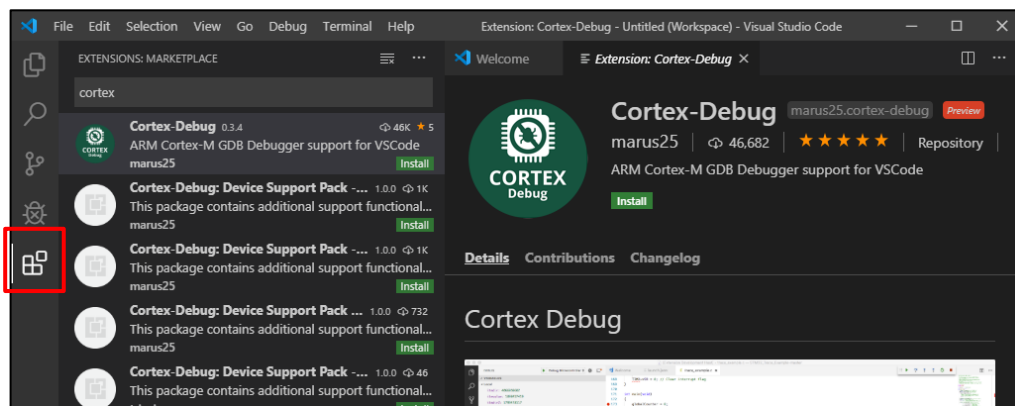 File Edit Selection View Go Debug Terminal Help Extension: Cortex-Debug - Untitled (Workspace) - Visual Studio Code
EXTENSIONS: MARKETPLACE
cortex
Cortex-Debug 0.3.4 46K ★ 5
ARM Cortex-M GDB Debugger support for VSCode
marus25 Install
Cortex-Debug: Device Support Pack -... 1.0.0 1K
This package contains additional support functional...
marus25 Install
Cortex-Debug: Device Support Pack -... 1.0.0 1K
This package contains additional support functional...
marus25 Install
Cortex-Debug: Device Support Pack ... 1.0.0 732
This package contains additional support functional...
marus25 Install
Cortex-Debug: Device Support Pack -... 1.0.0 46
This package contains additional support functional...
Welcome Extension: Cortex-Debug
CORTEX
Debug
Cortex-Debug marus25.cortex-debug Preview
marus25 46,682 ★★★★★ Repository
ARM Cortex-M GDB Debugger support for VSCode
Install
Details Contributions Changelog
Cortex Debug